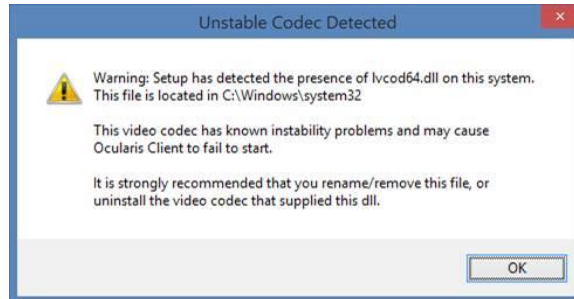 Unstable Codec Detected
Warning: Setup has detected the presence of lvcod64.dll on this system.
This file is located in C:\Windows\system32
This video codec has known instability problems and may cause
Ocularis Client to fail to start.
It is strongly recommended that you rename/remove this file, or
uninstall the video codec that supplied this dll.
OK